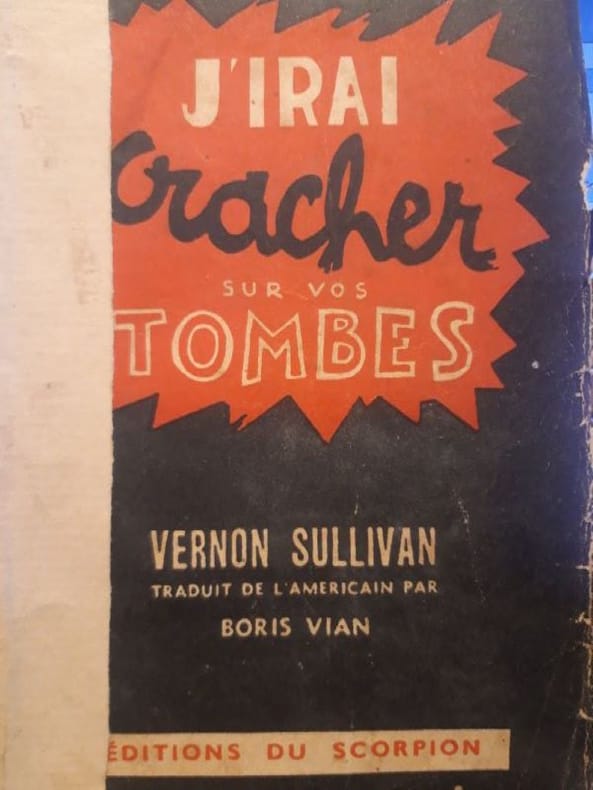 J'IRAI
cracher
SUR VOS
TOMBES
VERNON SULLIVAN
TRADUIT DE L'AMERICAIN PAR
BORIS VIAN
ÉDITIONS DU SCORPION